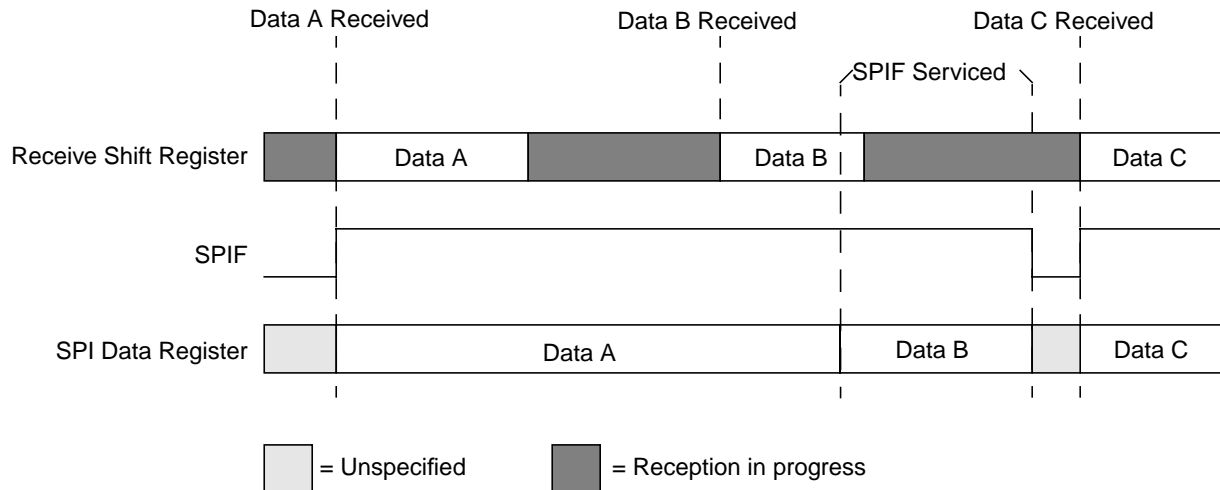 Data A Received
Data B Received
Data C Received
SPIF Serviced
Receive Shift Register
Data A
Data B
Data C
SPIF
SPI Data Register
Data A
Data B
Data C
= Unspecified
= Reception in progress